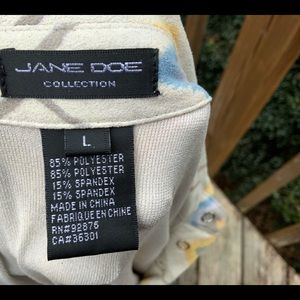 JANE DOE
COLLECTION
L
85% POLYESTER
85% POLYESTER
15% SPANDEX
15% SPANDEX
MADE IN CHINA
FABRIQUE EN CHINE
RN#92876
CA#36301